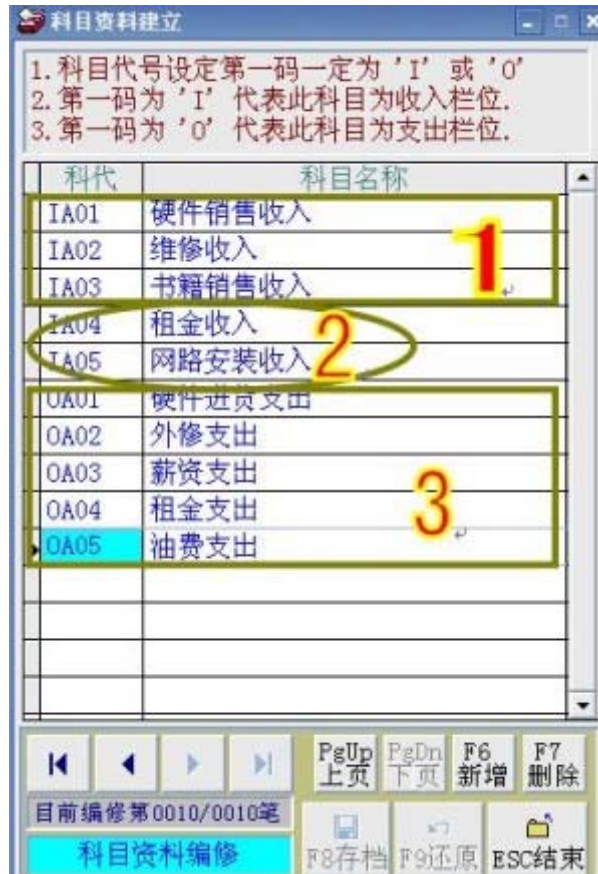 科目资料建立
1.科目代号设定第一码一定为 'I' 或 'O'
2.第一码为 'I' 代表此科目为收入栏位.
3.第一码为 'O' 代表此科目为支出栏位.
科代 科目名称
IA01 硬件销售收入
IA02 维修收入
1
IA03 书籍销售收入
IA04 租金收入
2
IA05 网路安装收入
OA01 硬件进货支出
OA02 外修支出
OA03 薪资支出
3
OA04 租金支出
OA05 油费支出
PgUp 上页 PgDn 下页 F6 新增 F7 删除
目前编修第0010/0010笔
科目资料编修
F8存档 F9还原 ESC结束